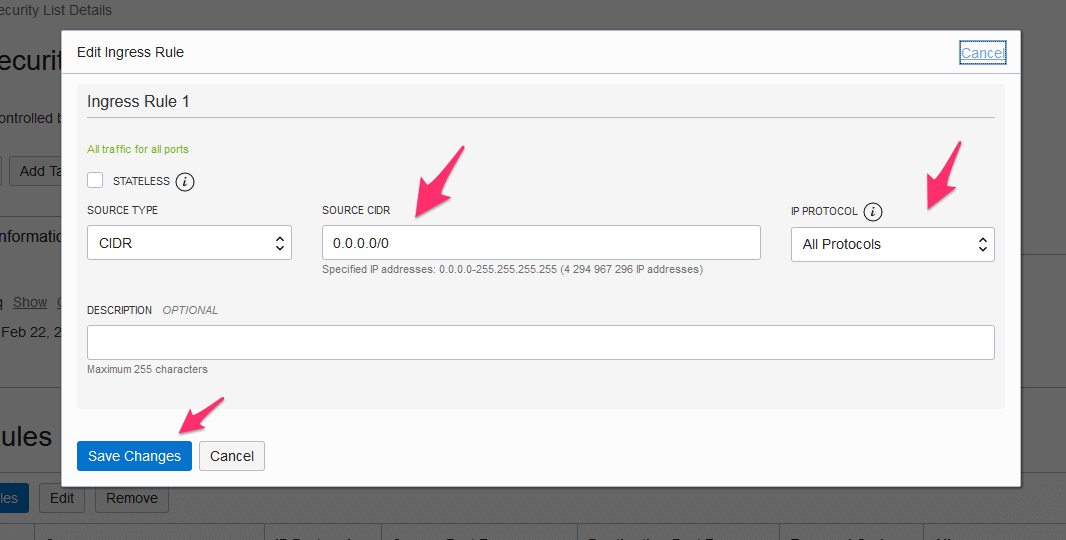 ecurity List Details
Edit Ingress Rule
Cancel
Ingress Rule 1
ontrolled
All traffic for all ports
Add
STATELESS i
SOURCE TYPE
SOURCE CIDR
IP PROTOCOL i
CIDR
0.0.0.0/0
All Protocols
Specified IP addresses: 0.0.0.0-255.255.255.255 (4 294 967 296 IP addresses)
Show
DESCRIPTION OPTIONAL
Feb 22, 2
Maximum 255 characters
ules
Save Changes
Cancel
les
Edit
Remove